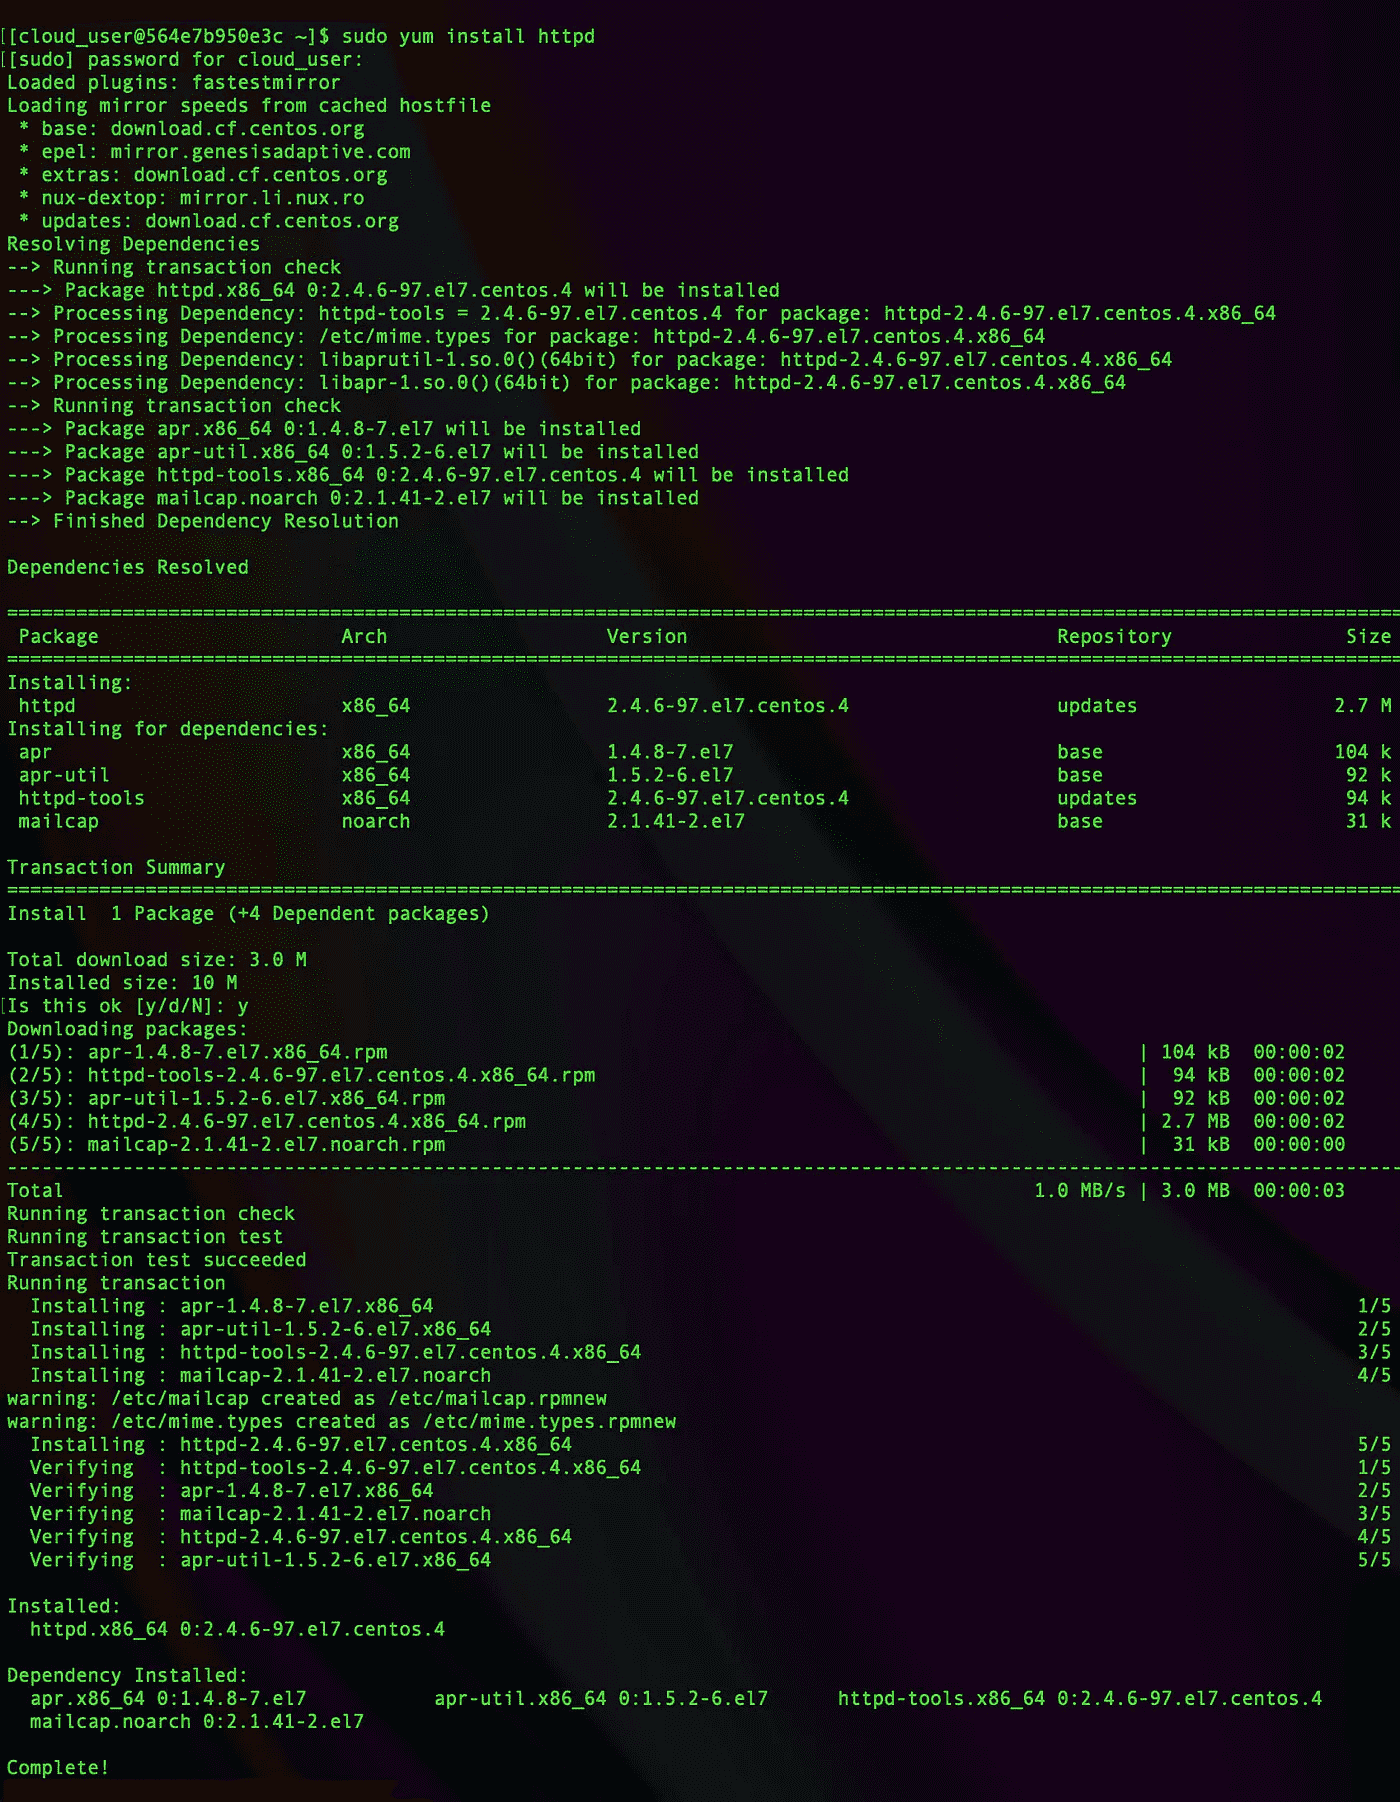 [[cloud_user@564e7b950e3c ~]$ sudo yum install httpd
[[sudo] password for cloud_user:
Loaded plugins: fastestmirror
Loading mirror speeds from cached hostfile
 * base: download.cf.centos.org
 * epel: mirror.genesisadaptive.com
 * extras: download.cf.centos.org
 * nux-dextop: mirror.li.nux.ro
 * updates: download.cf.centos.org
Resolving Dependencies
--> Running transaction check
---> Package httpd.x86_64 0:2.4.6-97.el7.centos.4 will be installed
--> Processing Dependency: httpd-tools = 2.4.6-97.el7.centos.4 for package: httpd-2.4.6-97.el7.centos.4.x86_64
--> Processing Dependency: /etc/mime.types for package: httpd-2.4.6-97.el7.centos.4.x86_64
--> Processing Dependency: libaprutil-1.so.0()(64bit) for package: httpd-2.4.6-97.el7.centos.4.x86_64
--> Processing Dependency: libapr-1.so.0()(64bit) for package: httpd-2.4.6-97.el7.centos.4.x86_64
--> Running transaction check
---> Package apr.x86_64 0:1.4.8-7.el7 will be installed
---> Package apr-util.x86_64 0:1.5.2-6.el7 will be installed
---> Package httpd-tools.x86_64 0:2.4.6-97.el7.centos.4 will be installed
---> Package mailcap.noarch 0:2.1.41-2.el7 will be installed
--> Finished Dependency Resolution

Dependencies Resolved

================================================================================
 Package Arch Version Repository Size
================================================================================
Installing:
 httpd x86_64 2.4.6-97.el7.centos.4 updates 2.7 M
Installing for dependencies:
 apr x86_64 1.4.8-7.el7 base 104 k
 apr-util x86_64 1.5.2-6.el7 base 92 k
 httpd-tools x86_64 2.4.6-97.el7.centos.4 updates 94 k
 mailcap noarch 2.1.41-2.el7 base 31 k

Transaction Summary
================================================================================
Install  1 Package (+4 Dependent packages)

Total download size: 3.0 M
Installed size: 10 M
[Is this ok [y/d/N]: y
Downloading packages:
(1/5): apr-1.4.8-7.el7.x86_64.rpm | 104 kB  00:00:02
(2/5): httpd-tools-2.4.6-97.el7.centos.4.x86_64.rpm |  94 kB  00:00:02
(3/5): apr-util-1.5.2-6.el7.x86_64.rpm |  92 kB  00:00:02
(4/5): httpd-2.4.6-97.el7.centos.4.x86_64.rpm | 2.7 MB  00:00:02
(5/5): mailcap-2.1.41-2.el7.noarch.rpm |  31 kB  00:00:00
--------------------------------------------------------------------------------
Total 1.0 MB/s | 3.0 MB  00:00:03
Running transaction check
Running transaction test
Transaction test succeeded
Running transaction
  Installing : apr-1.4.8-7.el7.x86_64 1/5
  Installing : apr-util-1.5.2-6.el7.x86_64 2/5
  Installing : httpd-tools-2.4.6-97.el7.centos.4.x86_64 3/5
  Installing : mailcap-2.1.41-2.el7.noarch 4/5
warning: /etc/mailcap created as /etc/mailcap.rpmnew
warning: /etc/mime.types created as /etc/mime.types.rpmnew
  Installing : httpd-2.4.6-97.el7.centos.4.x86_64 5/5
  Verifying  : httpd-tools-2.4.6-97.el7.centos.4.x86_64 1/5
  Verifying  : apr-1.4.8-7.el7.x86_64 2/5
  Verifying  : mailcap-2.1.41-2.el7.noarch 3/5
  Verifying  : httpd-2.4.6-97.el7.centos.4.x86_64 4/5
  Verifying  : apr-util-1.5.2-6.el7.x86_64 5/5

Installed:
  httpd.x86_64 0:2.4.6-97.el7.centos.4

Dependency Installed:
  apr.x86_64 0:1.4.8-7.el7 apr-util.x86_64 0:1.5.2-6.el7 httpd-tools.x86_64 0:2.4.6-97.el7.centos.4
  mailcap.noarch 0:2.1.41-2.el7

Complete!